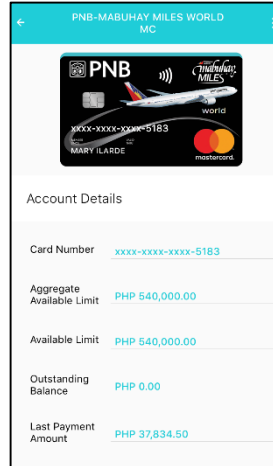 PNB-MABUHAY MILES WORLD
MC
PNB
mabuhay
MILES
world
xxxx-xxxx-xxxx-5183
MARY ILARDE
mastercard.
Account Details
Card Number xxxx-xxxx-xxxx-5183
Aggregate
Available Limit PHP 540,000.00
Available Limit PHP 540,000.00
Outstanding
Balance PHP 0.00
Last Payment
Amount PHP 37,834.50